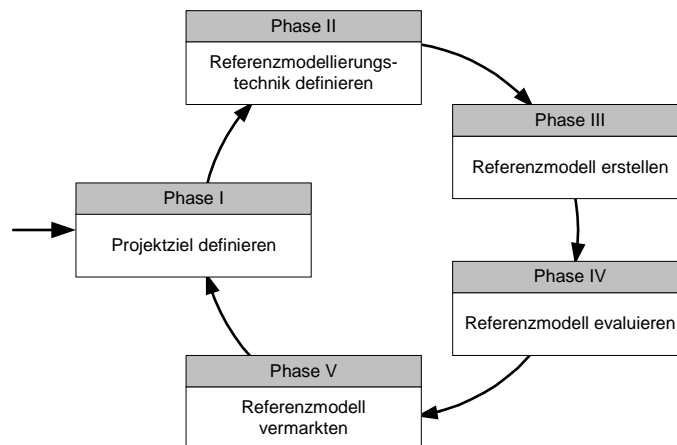 Phase II
Referenzmodellierungs-
technik definieren
Phase III
Referenzmodell erstellen
Phase I
Projektziel definieren
Phase IV
Referenzmodell evaluieren
Phase V
Referenzmodell
vermarkten